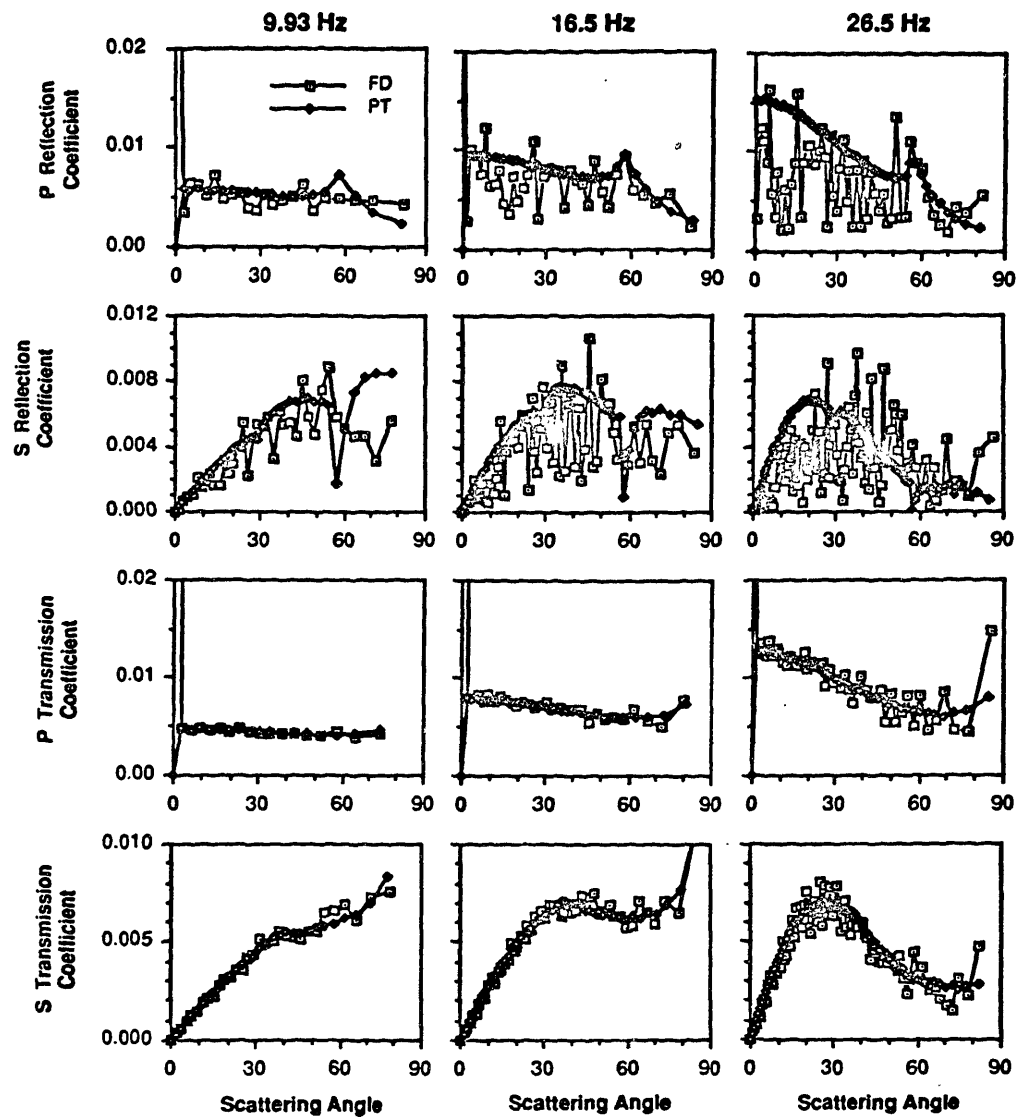 9.93 Hz 16.5 Hz 26.5 Hz
P Reflection
Coefficient
0.02
0.01
0.00
FD
PT
0 30 60 90 0 30 60 90 0 30 60 90
S Reflection
Coefficient
0.012
0.008
0.004
0.000
0 30 60 90 0 30 60 90 0 30 60 90
P Transmission
Coefficient
0.02
0.01
0.00
0 30 60 90 0 30 60 90 0 30 60 90
S Transmission
Coefficient
0.010
0.005
0.000
0 30 60 90 0 30 60 90 0 30 60 90
Scattering Angle Scattering Angle Scattering Angle